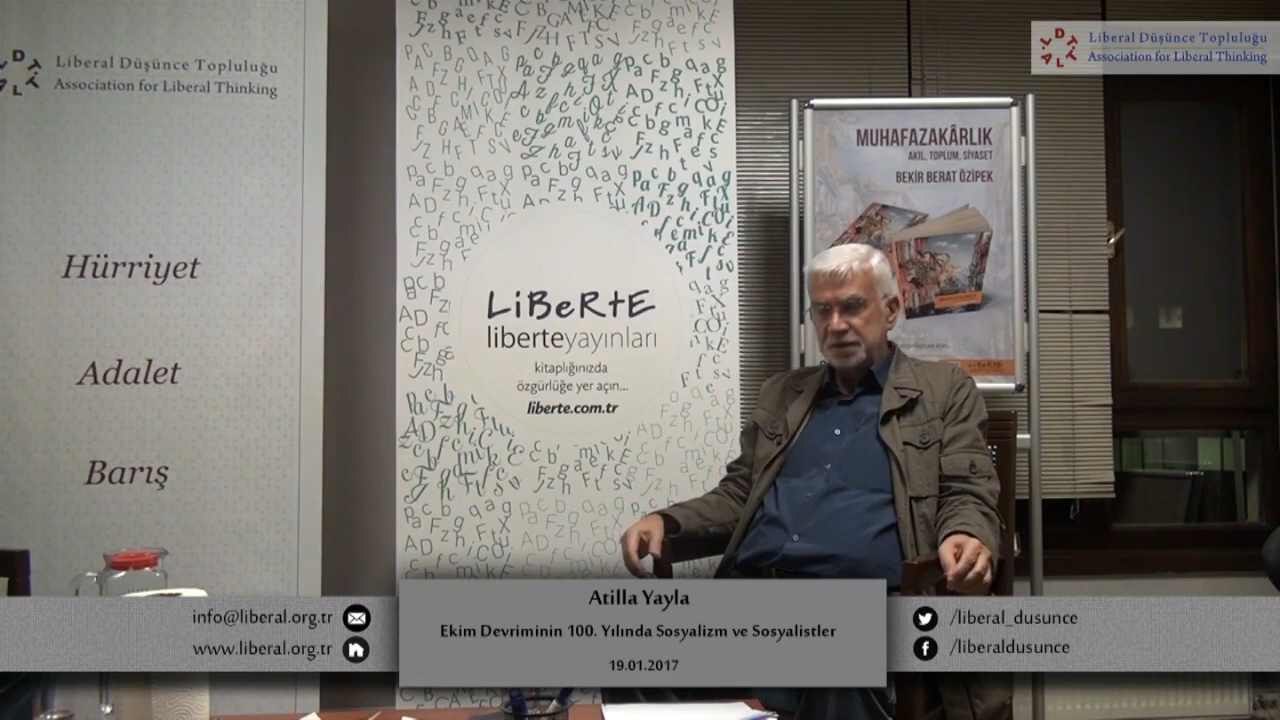 Liberal Düşünce Topluluğu
Association for Liberal Thinking
Hürriyet
Adalet
Barış
LiBeRtE
liberteyayınları
kitaplığınızda
özgürlüğe yer açın...
liberte.com.tr
MUHAFAZAKÂRLIK
AKIL, TOPLUM, SİYASET
BEKİR BERAT ÖZİPEK
LiBeRtE
Liberal Düşünce Topluluğu
Association for Liberal Thinking
info@liberal.org.tr
www.liberal.org.tr
Atilla Yayla
Ekim Devriminin 100. Yılında Sosyalizm ve Sosyalistler
19.01.2017
/liberal_dusunce
/liberaldusunce